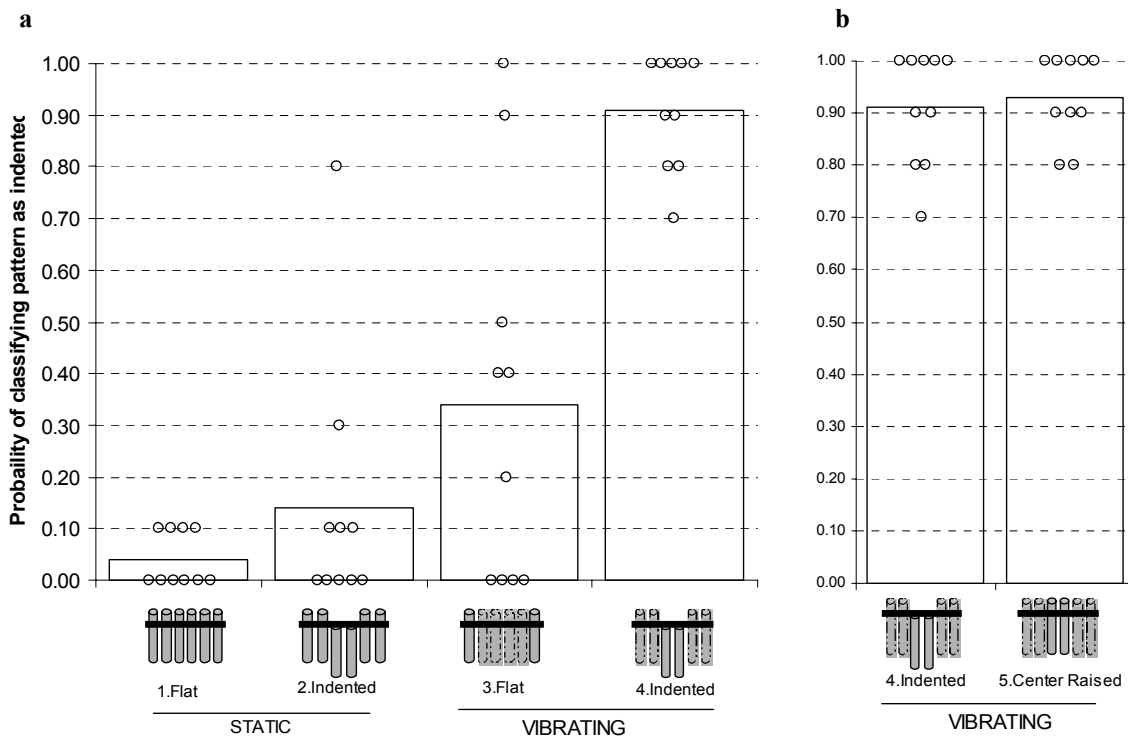 a
Probaility of classifying pattern as indented
1.00
0.90
0.80
0.70
0.60
0.50
0.40
0.30
0.20
0.10
0.00
1.Flat
2.Indented
3.Flat
4.Indented
STATIC
VIBRATING
b
1.00
0.90
0.80
0.70
0.60
0.50
0.40
0.30
0.20
0.10
0.00
4.Indented
5.Center Raised
VIBRATING